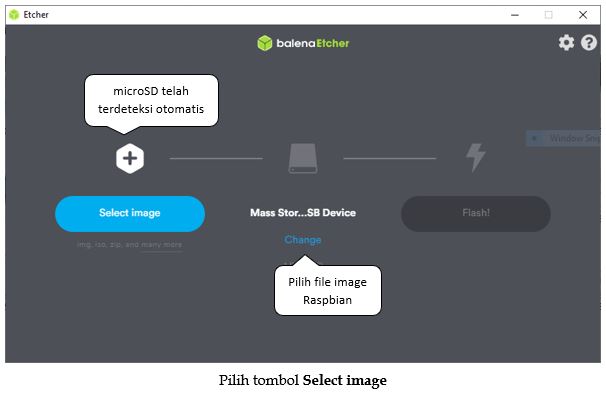 Etcher
balenaEtcher
microSD telah
terdeteksi otomatis
Window Sni
Select image
Mass Stor...SB Device
Flash!
img, iso, zip, and many more
Change
Pilih file image
Raspbian
Pilih tombol Select image